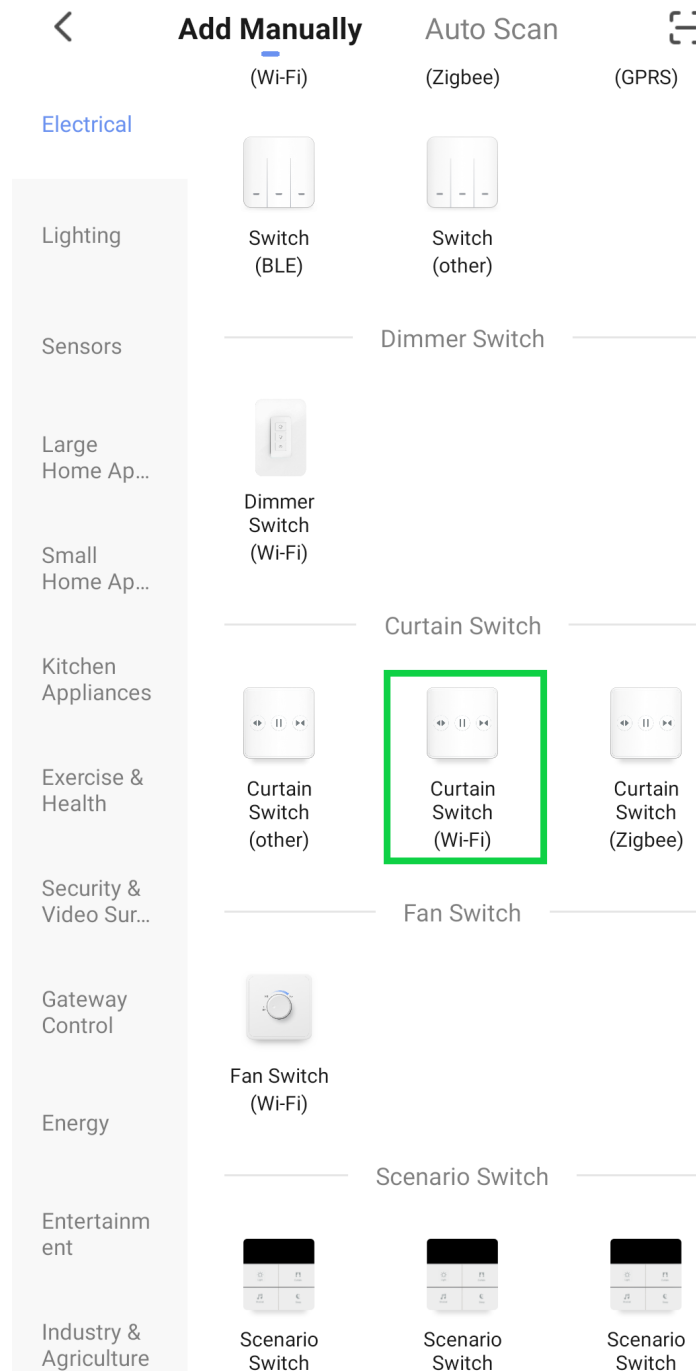 Add Manually Auto Scan
(Wi-Fi) (Zigbee) (GPRS)
Electrical
Lighting
Sensors
Large
Home Ap...
Small
Home Ap...
Kitchen
Appliances
Exercise &
Health
Security &
Video Sur...
Gateway
Control
Energy
Entertainm
ent
Industry &
Agriculture
Switch Switch
(BLE) (other)
Dimmer Switch
Dimmer
Switch
(Wi-Fi)
Curtain Switch
Curtain Curtain Curtain
Switch Switch Switch
(other) (Wi-Fi) (Zigbee)
Fan Switch
Fan Switch
(Wi-Fi)
Scenario Switch
Scenario Scenario Scenario
Switch Switch Switch